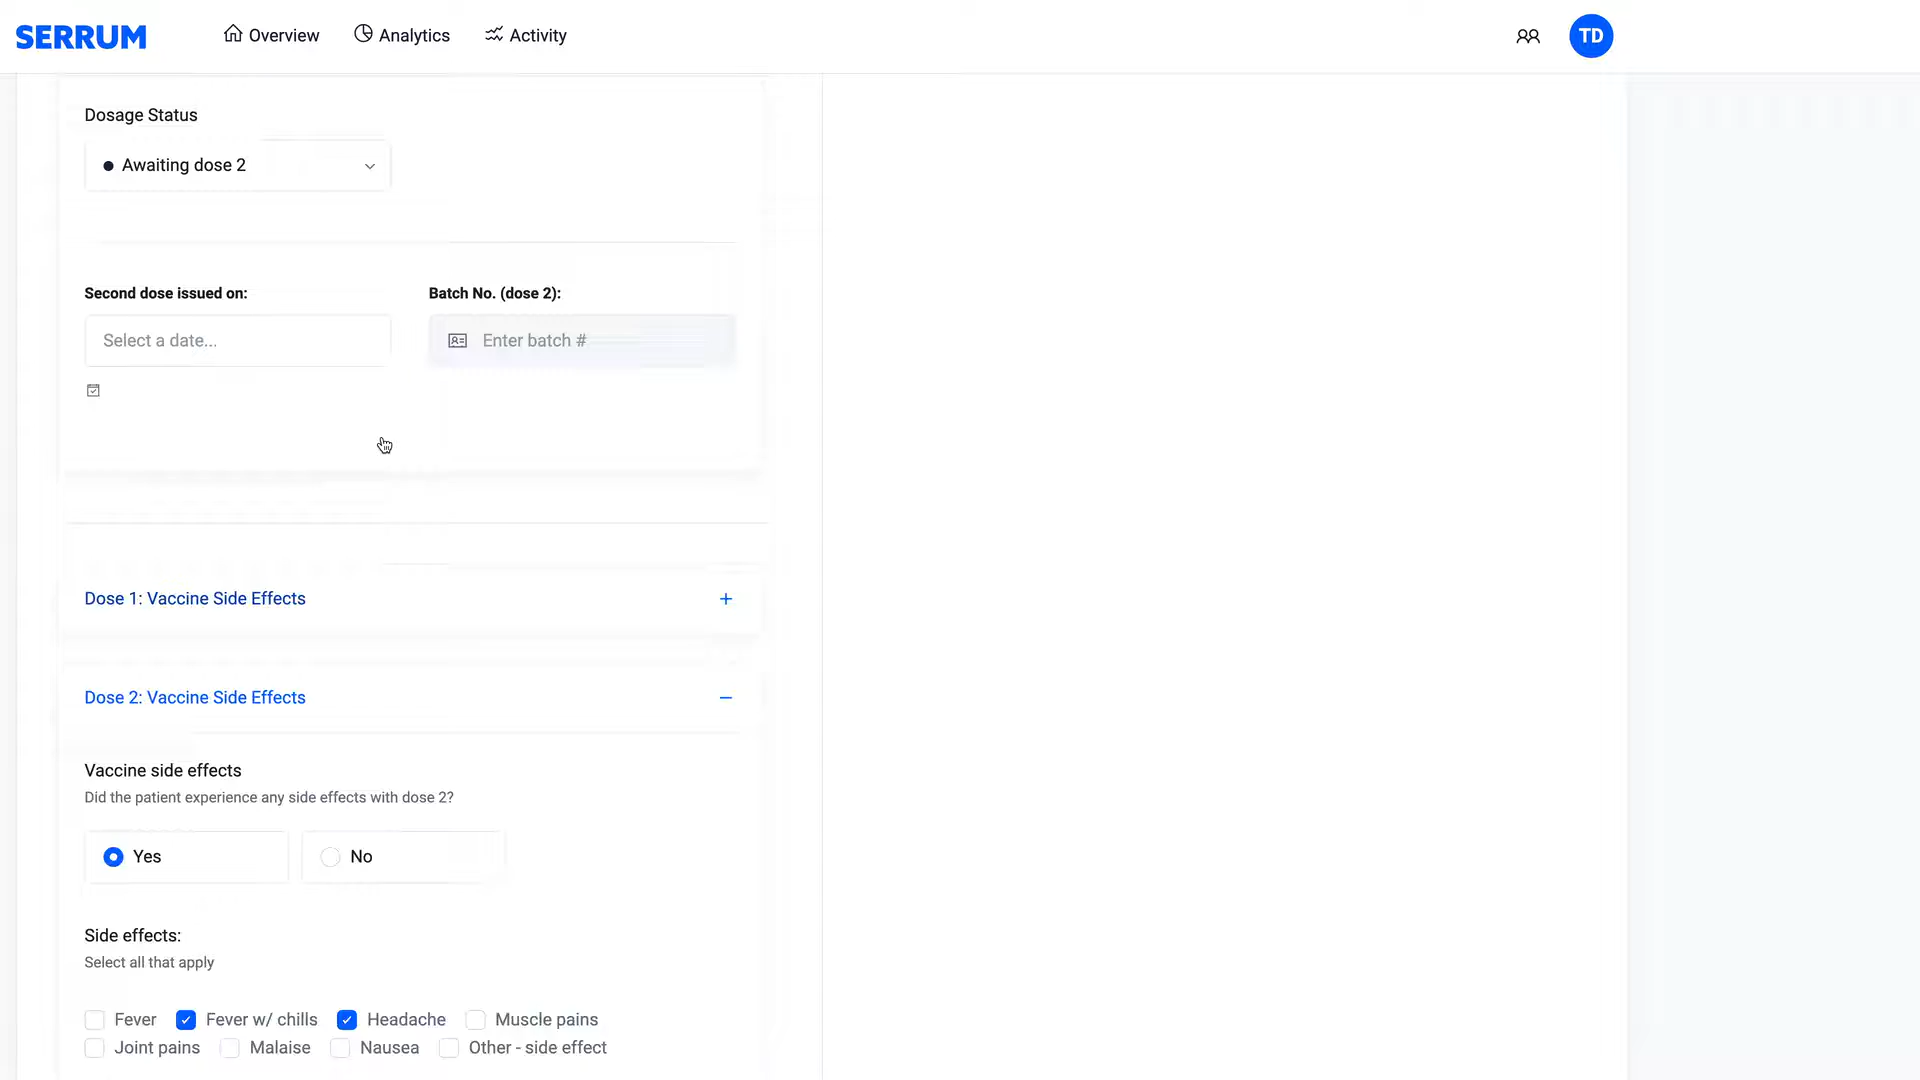 SERRUM Overview Analytics Activity TD
Dosage Status
Awaiting dose 2
Second dose issued on: Batch No. (dose 2):
Select a date... Enter batch #
Dose 1: Vaccine Side Effects +
Dose 2: Vaccine Side Effects −
Vaccine side effects
Did the patient experience any side effects with dose 2?
Yes No
Side effects:
Select all that apply
Fever Fever w/ chills Headache Muscle pains
Joint pains Malaise Nausea Other - side effect